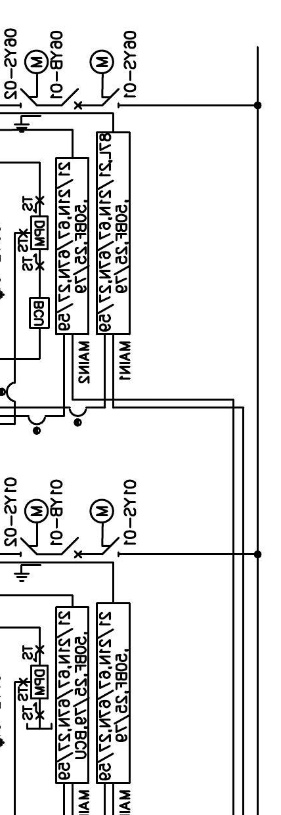 06YS-02
06YB-01
06YS-01
M
M
87L,21/21N,67/67N,27/59
,50BF,25/79
MAIN1
21/21N,67/67N,27/59
,50BF,25/79
MAIN2
TS
DPM
TS
KTS
BCU
01YS-02
01YB-01
01YS-01
M
M
21/21N,67/67N,27/59
,50BF,25/79
MAI
21/21N,67/67N,27/59
,50BF,25/79,BCU
MAI
TS
DPM
TS
KTS